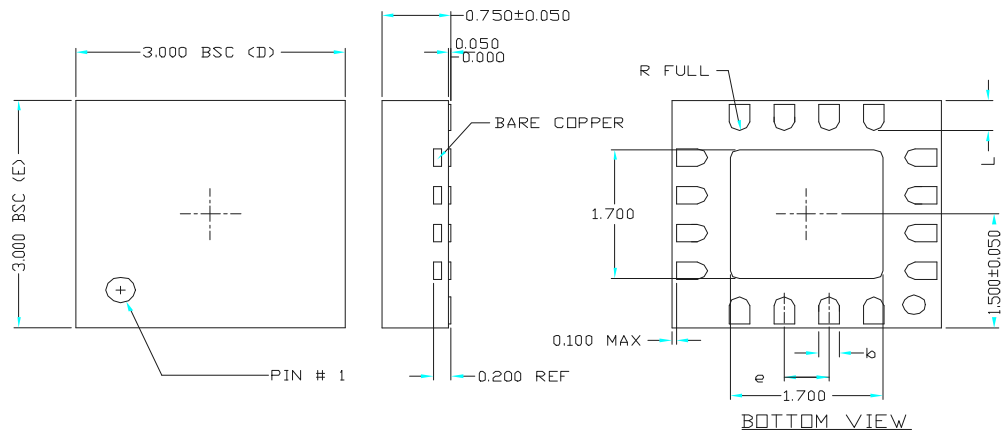 0.750±0.050
3.000 BSC (D)
0.050
0.000
R FULL
BARE COPPER
L
3.000 BSC (E)
1.700
1.500±0.050
0.100 MAX
b
PIN # 1
0.200 REF
e
1.700
BOTTOM VIEW